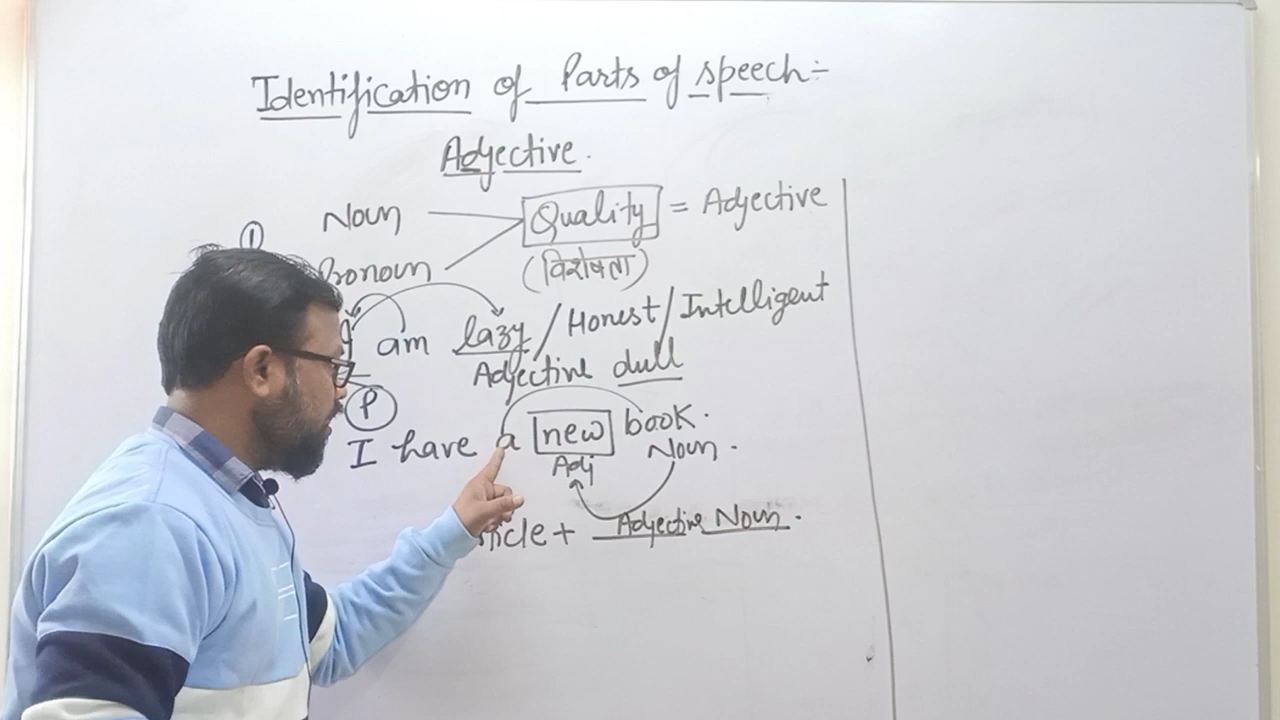 Identification of Parts of speech:-
Adjective.
① Noun Quality = Adjective
Pronoun (विशेषता)
I am lazy / Honest / Intelligent
Adjective dull
P
I have a new book.
Adj Noun.
Adjective Noun.